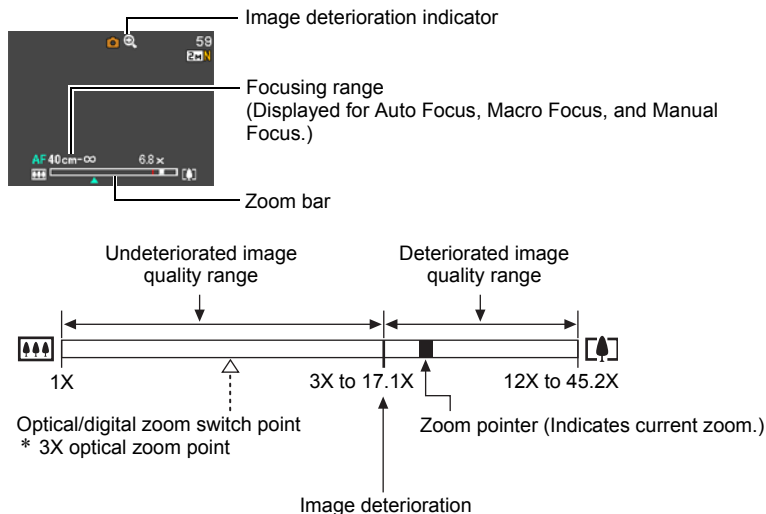 Image deterioration indicator
59
2M N
Focusing range
(Displayed for Auto Focus, Macro Focus, and Manual
Focus.)
AF 40cm-∞ 6.8×
Zoom bar
Undeteriorated image
quality range
Deteriorated image
quality range
1X
3X to 17.1X
12X to 45.2X
Optical/digital zoom switch point
* 3X optical zoom point
Zoom pointer (Indicates current zoom.)
Image deterioration